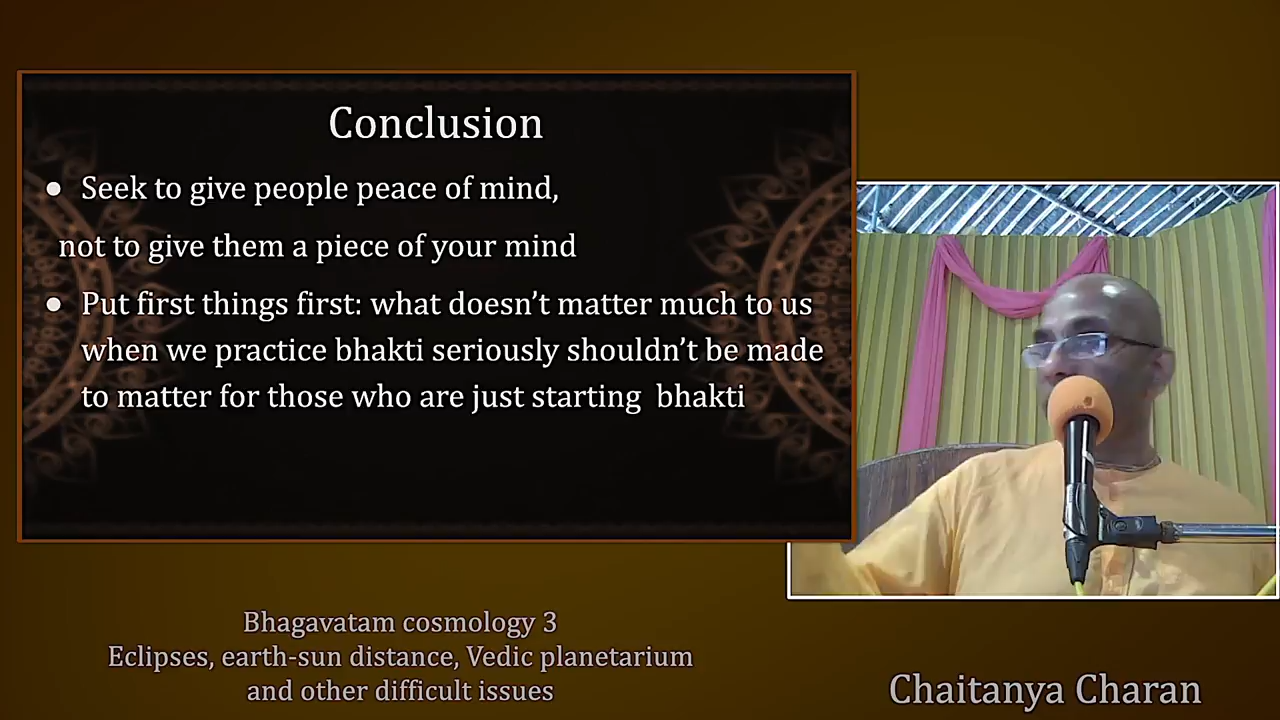 Conclusion
● Seek to give people peace of mind,
not to give them a piece of your mind
● Put first things first: what doesn’t matter much to us
when we practice bhakti seriously shouldn’t be made
to matter for those who are just starting  bhakti
Bhagavatam cosmology 3
Eclipses, earth-sun distance, Vedic planetarium
and other difficult issues
Chaitanya Charan